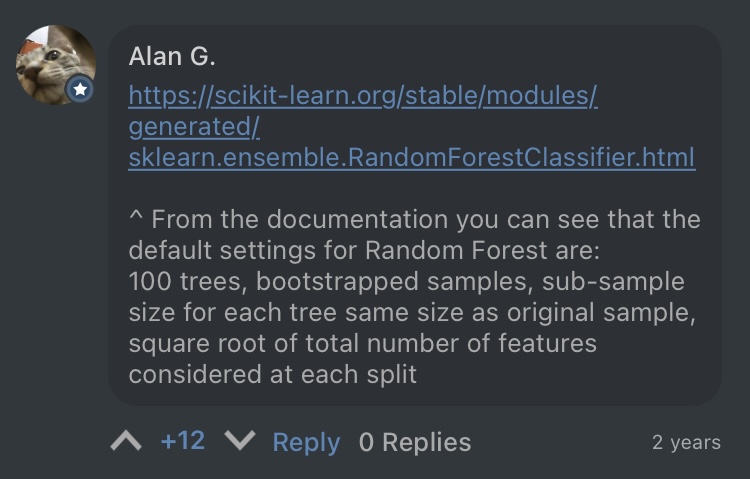 Alan G.
https://scikit-learn.org/stable/modules/
generated/
sklearn.ensemble.RandomForestClassifier.html
^ From the documentation you can see that the
default settings for Random Forest are:
100 trees, bootstrapped samples, sub-sample
size for each tree same size as original sample,
square root of total number of features
considered at each split
+12 Reply 0 Replies 2 years